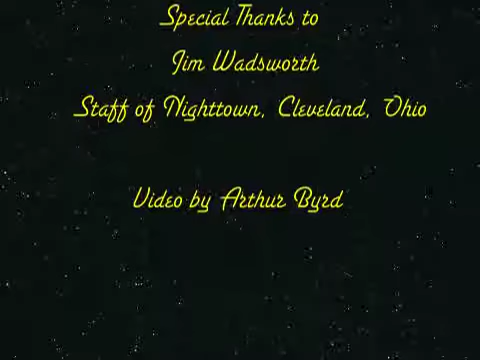 Special Thanks to
Jim Wadsworth
Staff of Nighttown, Cleveland, Ohio
Video by Arthur Byrd